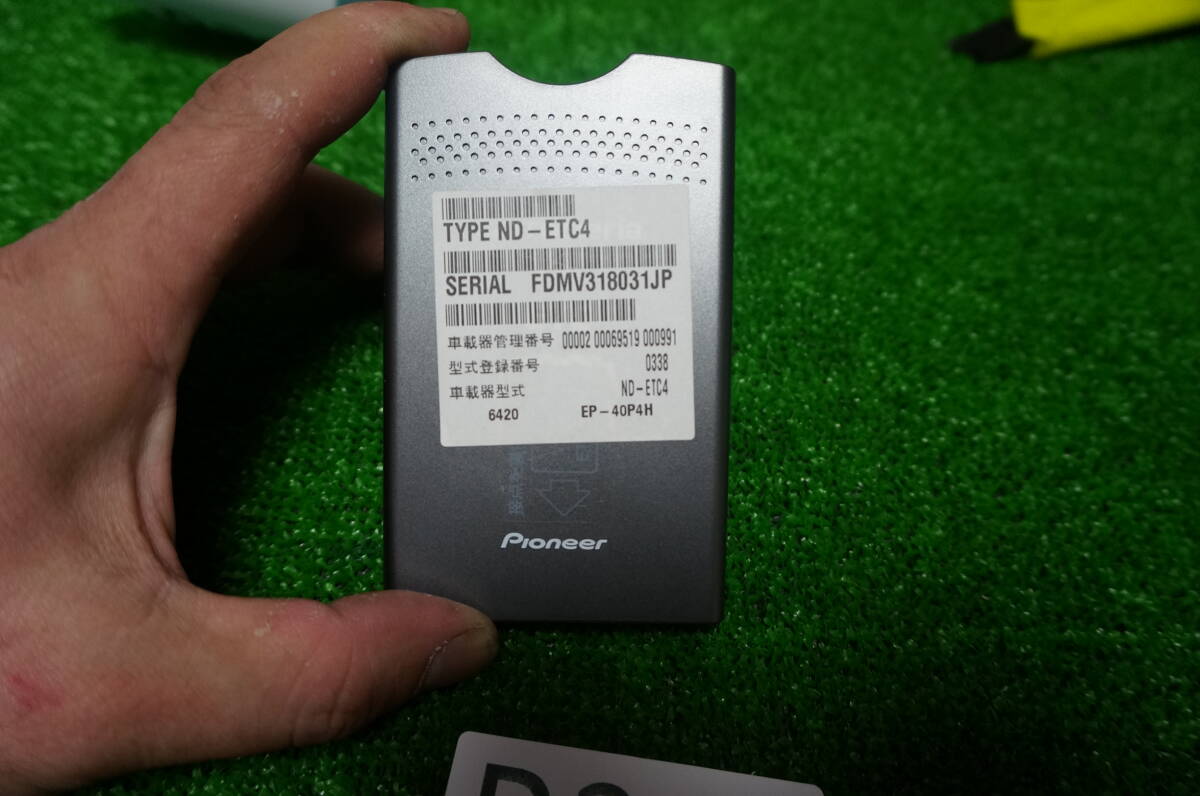 TYPE ND-ETC4
SERIAL FDMV318031JP
車載器管理番号 00002 00069519 000991
型式登録番号 0338
車載器型式 ND-ETC4
6420 EP-40P4H
Pioneer